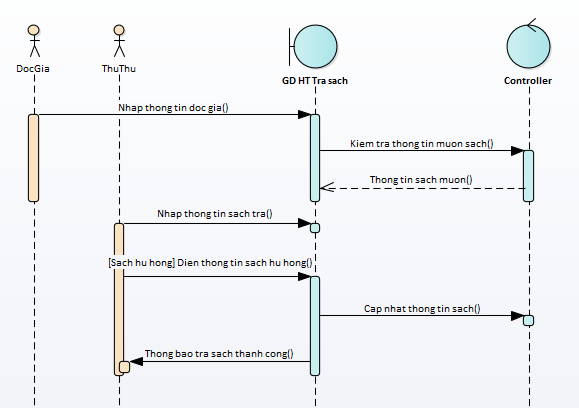 DocGia
ThuThu
GD HT Tra sach
Controller
Nhap thong tin doc gia()
Kiem tra thong tin muon sach()
Thong tin sach muon()
Nhap thong tin sach tra()
[Sach hu hong] Dien thong tin sach hu hong()
Cap nhat thong tin sach()
Thong bao tra sach thanh cong()